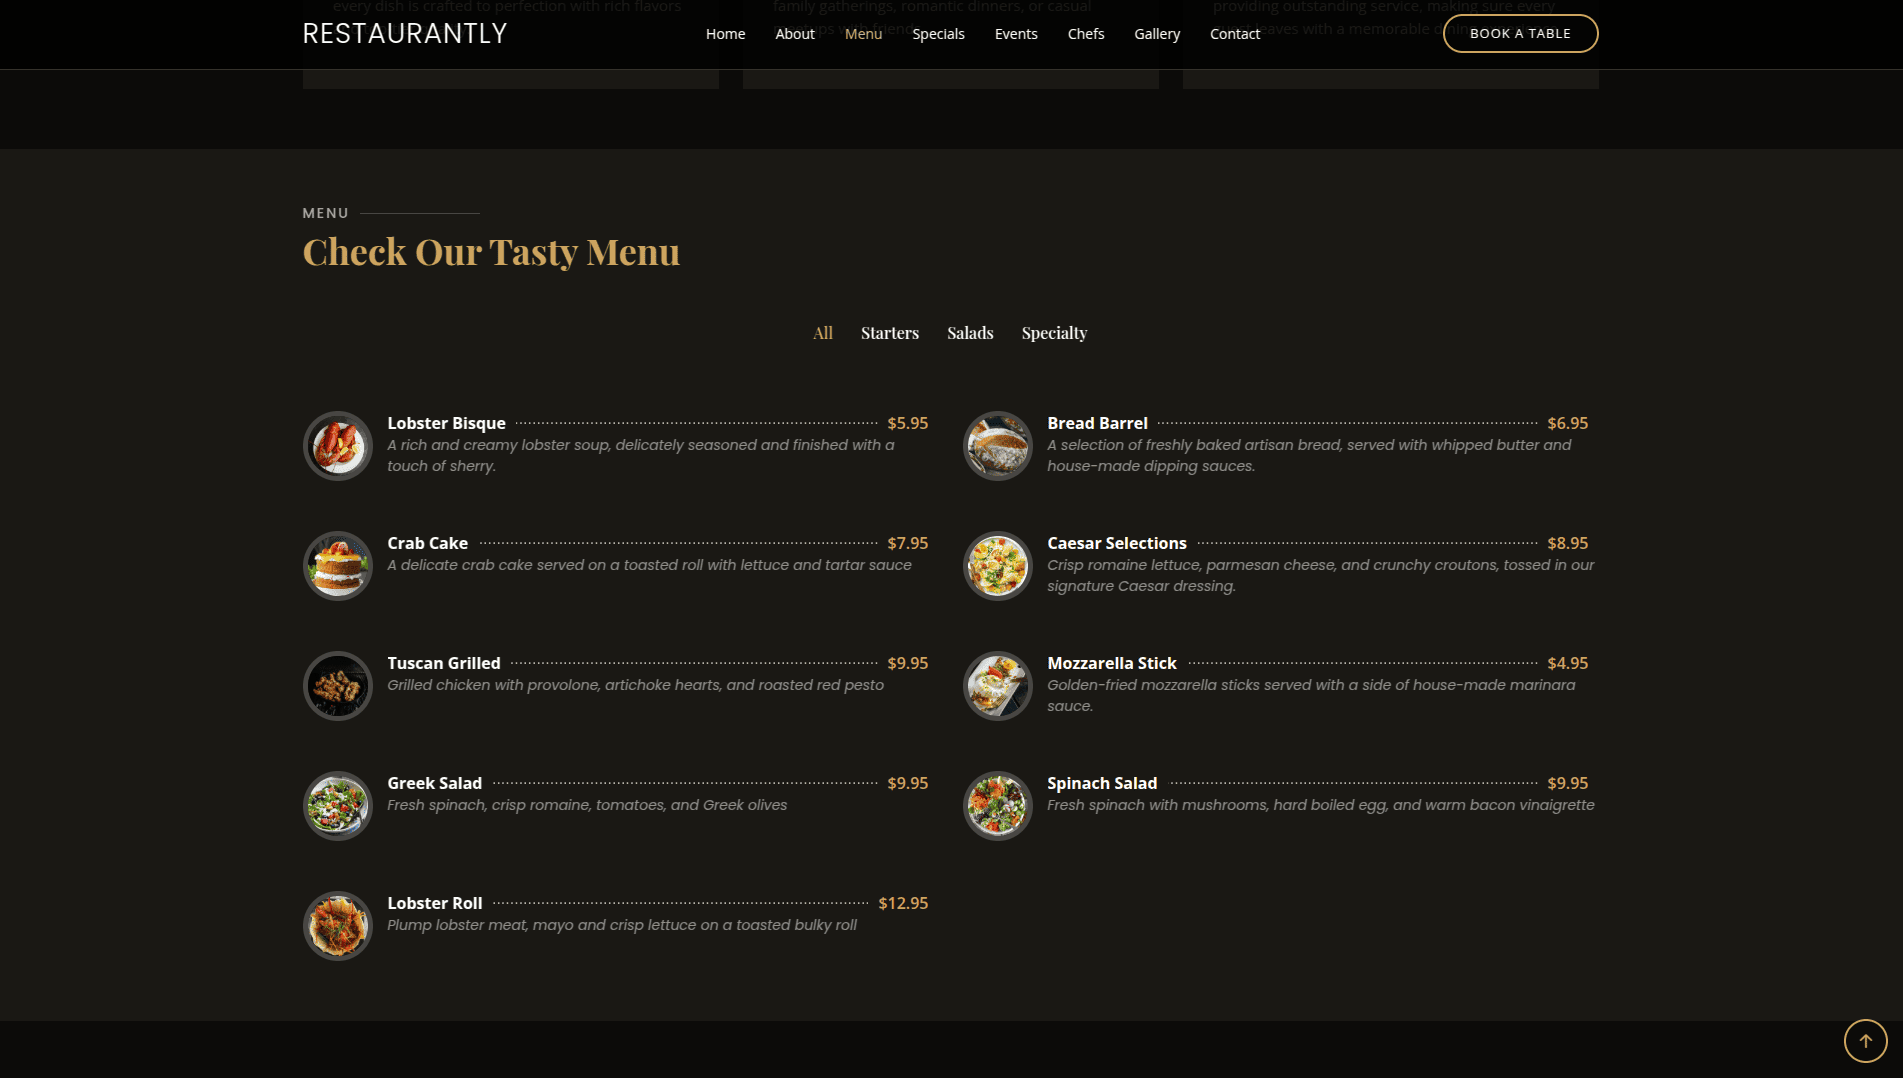 every dish is crafted to perfection with rich flavors
family gatherings, romantic dinners, or casual
providing outstanding service, making sure every
with friends
leaves with a memorable
RESTAURANTLY
Home About Menu Specials Events Chefs Gallery Contact
BOOK A TABLE
MENU
Check Our Tasty Menu
All Starters Salads Specialty
Lobster Bisque $5.95
A rich and creamy lobster soup, delicately seasoned and finished with a
touch of sherry.
Bread Barrel $6.95
A selection of freshly baked artisan bread, served with whipped butter and
house-made dipping sauces.
Crab Cake $7.95
A delicate crab cake served on a toasted roll with lettuce and tartar sauce
Caesar Selections $8.95
Crisp romaine lettuce, parmesan cheese, and crunchy croutons, tossed in our
signature Caesar dressing.
Tuscan Grilled $9.95
Grilled chicken with provolone, artichoke hearts, and roasted red pesto
Mozzarella Stick $4.95
Golden-fried mozzarella sticks served with a side of house-made marinara
sauce.
Greek Salad $9.95
Fresh spinach, crisp romaine, tomatoes, and Greek olives
Spinach Salad $9.95
Fresh spinach with mushrooms, hard boiled egg, and warm bacon vinaigrette
Lobster Roll $12.95
Plump lobster meat, mayo and crisp lettuce on a toasted bulky roll